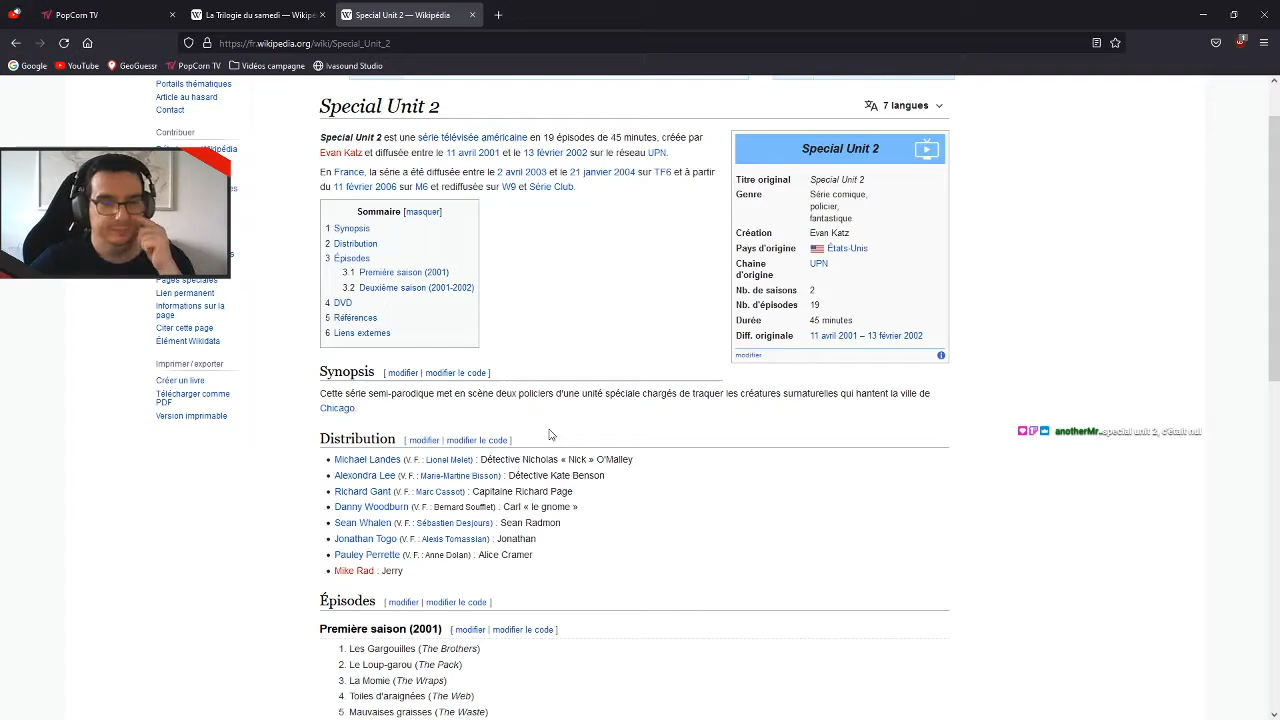 PopCorn TV
La Trilogie du samedi — Wikipé
Special Unit 2 — Wikipédia
https://fr.wikipedia.org/wiki/Special_Unit_2
1
Google
YouTube
GeoGuessr
PopCorn TV
Vidéos campagne
Ivasound Studio
Portails thématiques
Article au hasard
Contact
Contribuer
Pages spéciales
Lien permanent
Informations sur la
page
Citer cette page
Élément Wikidata
Imprimer / exporter
Créer un livre
Télécharger comme
PDF
Version imprimable
Special Unit 2
7 langues
Special Unit 2 est une série télévisée américaine en 19 épisodes de 45 minutes, créée par
Evan Katz et diffusée entre le 11 avril 2001 et le 13 février 2002 sur le réseau UPN.
En France, la série a été diffusée entre le 2 avril 2003 et le 21 janvier 2004 sur TF6 et à partir
du 11 février 2006 sur M6 et rediffusée sur W9 et Série Club.
Sommaire [masquer]
1 Synopsis
2 Distribution
3 Épisodes
3.1 Première saison (2001)
3.2 Deuxième saison (2001-2002)
4 DVD
5 Références
6 Liens externes
Special Unit 2
Titre original Special Unit 2
Genre Série comique,
policier,
fantastique
Création Evan Katz
Pays d'origine États-Unis
Chaîne UPN
d'origine
Nb. de saisons 2
Nb. d'épisodes 19
Durée 45 minutes
Diff. originale 11 avril 2001 – 13 février 2002
modifier
Synopsis [ modifier | modifier le code ]
Cette série semi-parodique met en scène deux policiers d'une unité spéciale chargés de traquer les créatures surnaturelles qui hantent la ville de
Chicago.
Distribution [ modifier | modifier le code ]
Michael Landes (V. F. : Lionel Melet) : Détective Nicholas « Nick » O'Malley
Alexondra Lee (V. F. : Marie-Martine Bisson) : Détective Kate Benson
Richard Gant (V. F. : Marc Cassot) : Capitaine Richard Page
Danny Woodburn (V. F. : Bernard Soufflet) : Carl « le gnome »
Sean Whalen (V. F. : Sébastien Desjours) : Sean Radmon
Jonathan Togo (V. F. : Alexis Tomassian) : Jonathan
Pauley Perrette (V. F. : Anne Dolan) : Alice Cramer
Mike Rad : Jerry
anotherMr. special unit 2, c'était nul
Épisodes [ modifier | modifier le code ]
Première saison (2001) [ modifier | modifier le code ]
1. Les Gargouilles (The Brothers)
2. Le Loup-garou (The Pack)
3. La Momie (The Wraps)
4. Toiles d'araignées (The Web)
5. Mauvaises graisses (The Waste)